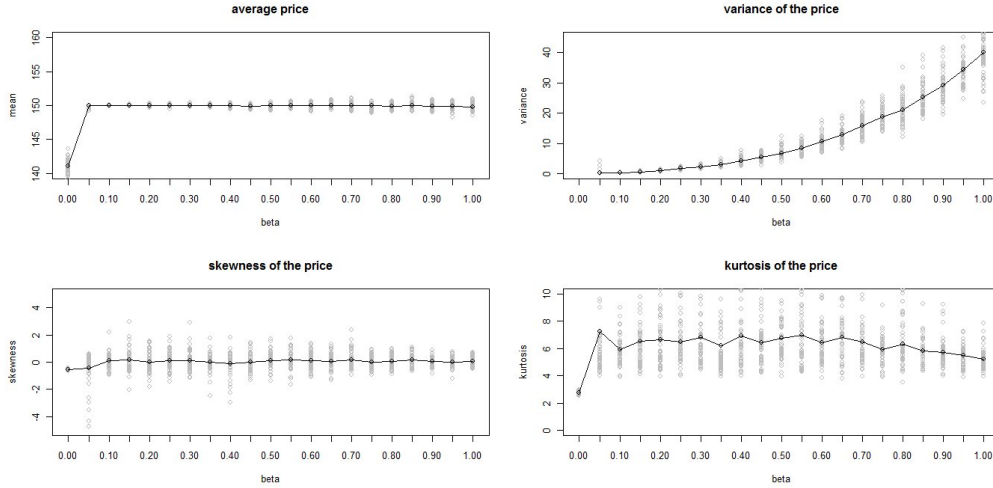 average price
mean
140 145 150 155 160
0.00 0.10 0.20 0.30 0.40 0.50 0.60 0.70 0.80 0.90 1.00
beta
variance of the price
variance
0 10 20 30 40
0.00 0.10 0.20 0.30 0.40 0.50 0.60 0.70 0.80 0.90 1.00
beta
skewness of the price
skewness
-4 -2 0 2 4
0.00 0.10 0.20 0.30 0.40 0.50 0.60 0.70 0.80 0.90 1.00
beta
kurtosis of the price
kurtosis
0 2 4 6 8 10
0.00 0.10 0.20 0.30 0.40 0.50 0.60 0.70 0.80 0.90 1.00
beta